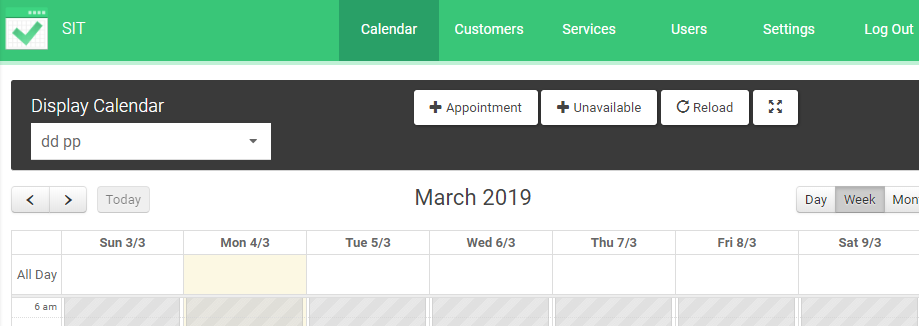 SIT Calendar Customers Services Users Settings Log Out
Display Calendar
Appointment Unavailable Reload
dd pp
Today March 2019 Day Week Mon
Sun 3/3 Mon 4/3 Tue 5/3 Wed 6/3 Thu 7/3 Fri 8/3 Sat 9/3
All Day
6 am